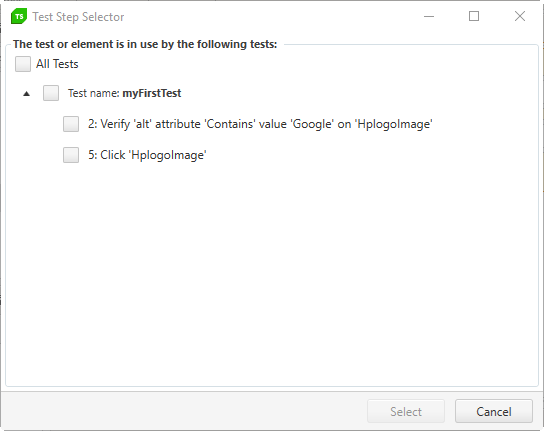 TS Test Step Selector
The test or element is in use by the following tests:
All Tests
Test name: myFirstTest
2: Verify 'alt' attribute 'Contains' value 'Google' on 'HplogoImage'
5: Click 'HplogoImage'
Select Cancel